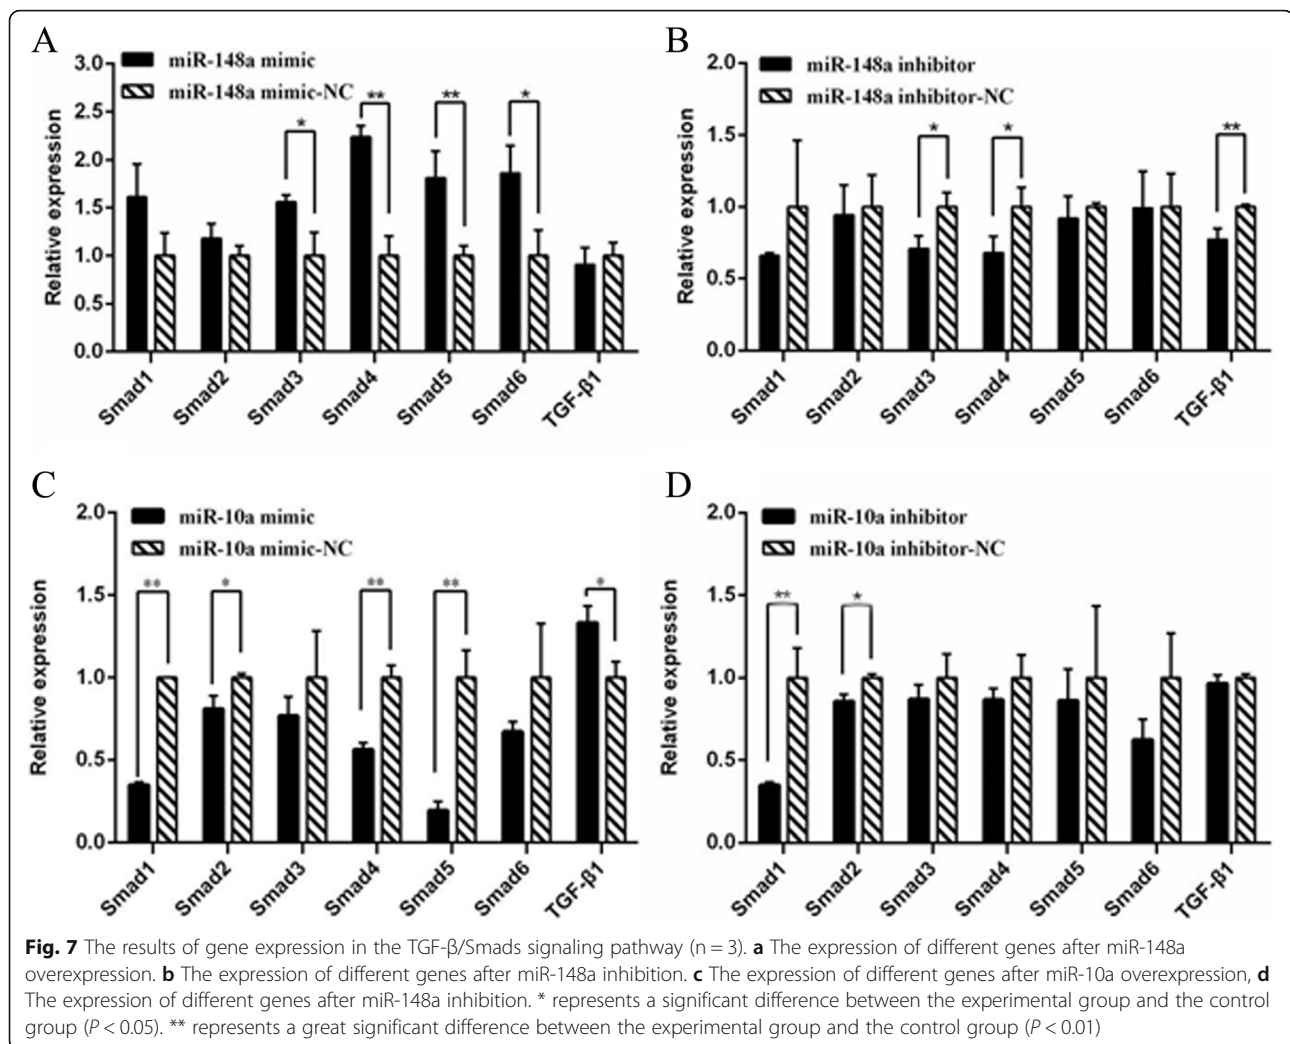 A
miR-148a mimic
miR-148a mimic-NC
Relative expression
3.0
2.5
2.0
1.5
1.0
0.5
0.0
*
**
**
*
Smad1
Smad2
Smad3
Smad4
Smad5
Smad6
TGF-β1
B
miR-148a inhibitor
miR-148a inhibitor-NC
Relative expression
2.0
1.5
1.0
0.5
0.0
*
*
**
Smad1
Smad2
Smad3
Smad4
Smad5
Smad6
TGF-β1
C
miR-10a mimic
miR-10a mimic-NC
Relative expression
2.0
1.5
1.0
0.5
0.0
**
*
**
**
*
Smad1
Smad2
Smad3
Smad4
Smad5
Smad6
TGF-β1
D
miR-10a inhibitor
miR-10a inhibitor-NC
Relative expression
2.0
1.5
1.0
0.5
0.0
**
*
Smad1
Smad2
Smad3
Smad4
Smad5
Smad6
TGF-β1
Fig. 7 The results of gene expression in the TGF-β/Smads signaling pathway (n = 3). a The expression of different genes after miR-148a
overexpression. b The expression of different genes after miR-148a inhibition. c The expression of different genes after miR-10a overexpression, d
The expression of different genes after miR-148a inhibition. * represents a significant difference between the experimental group and the control
group (P < 0.05). ** represents a great significant difference between the experimental group and the control group (P < 0.01)